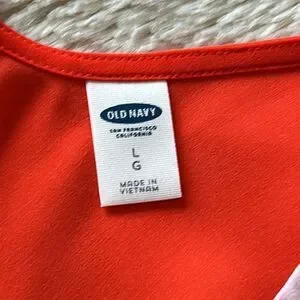 OLD NAVY
SAN FRANCISCO
CALIFORNIA
L
G
MADE IN
VIETNAM